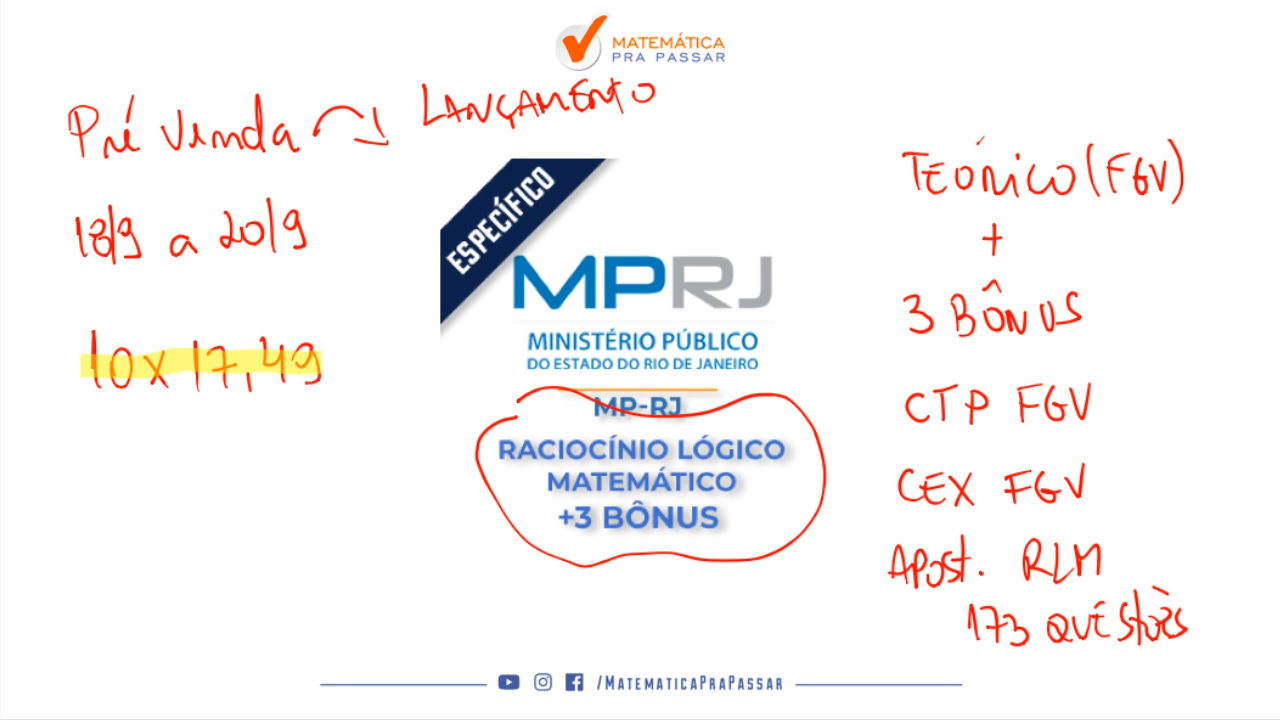 MATEMÁTICA
PRA PASSAR
Pré Venda
LANÇAMENTO
18/9 a 20/9
10x 17,49
ESPECÍFICO
MPRJ
MINISTÉRIO PÚBLICO
DO ESTADO DO RIO DE JANEIRO
MP-RJ
RACIOCÍNIO LÓGICO
MATEMÁTICO
+3 BÔNUS
TEÓRICO (FGV)
+
3 BÔNUS
CTP FGV
CEX FGV
APOST. RLM
173 QUESTÕES
/MATEMATICAPRAPASSAR